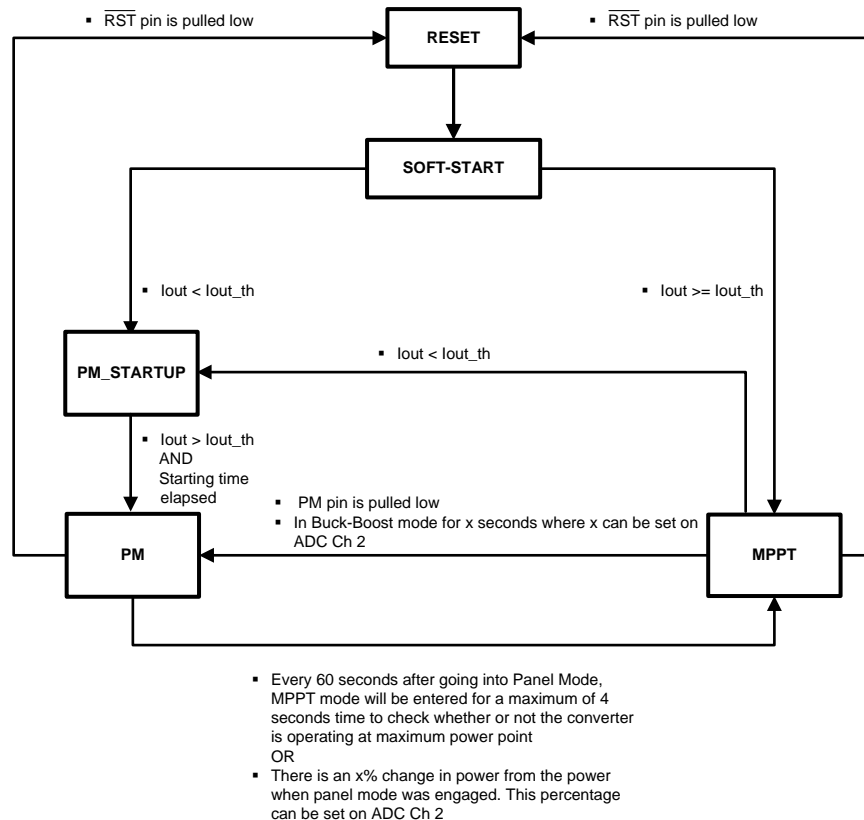 ▪ R̅S̅T̅ pin is pulled low
▪ R̅S̅T̅ pin is pulled low
RESET
SOFT-START
▪ Iout < Iout_th
▪ Iout >= Iout_th
▪ Iout < Iout_th
PM_STARTUP
▪ Iout > Iout_th
AND
Starting time
elapsed
▪ PM pin is pulled low
▪ In Buck-Boost mode for x seconds where x can be set on
ADC Ch 2
PM
MPPT
▪ Every 60 seconds after going into Panel Mode,
MPPT mode will be entered for a maximum of 4
seconds time to check whether or not the converter
is operating at maximum power point
OR
▪ There is an x% change in power from the power
when panel mode was engaged. This percentage
can be set on ADC Ch 2